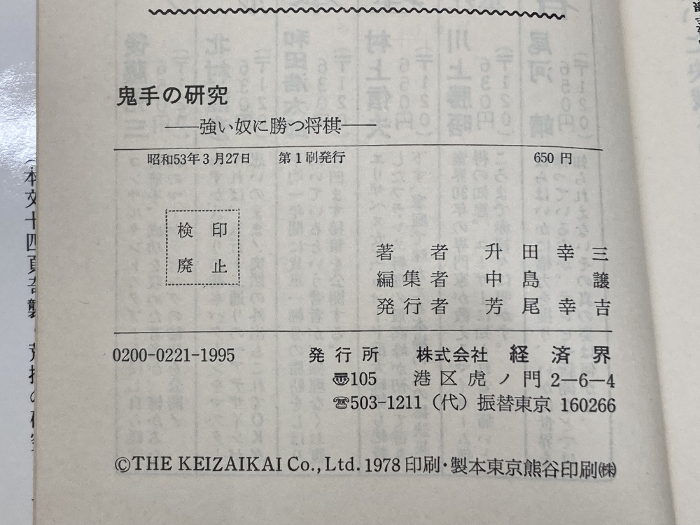 鬼手の研究
――強い奴に勝つ将棋――
昭和53年3月27日 第1刷発行 650円
検印
廃止
著者 升田幸三
編集者 中島譲
発行者 芳尾幸吉
0200-0221-1995
発行所 株式会社 経済界
〠105 港区虎ノ門2-6-4
☎503-1211(代)振替東京 160266
©THE KEIZAIKAI Co., Ltd. 1978 印刷・製本東京熊谷印刷㈱